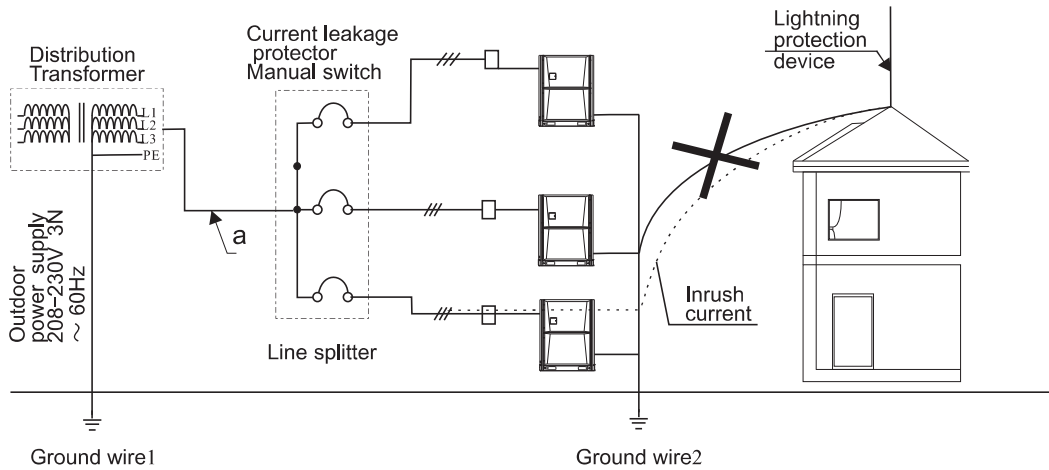 Distribution
Transformer
L1
L2
L3
PE
Outdoor
power supply
208–230V 3N
～ 60Hz
a
Current leakage
protector
Manual switch
Line splitter
Lightning
protection
device
Inrush
current
Ground wire1
Ground wire2